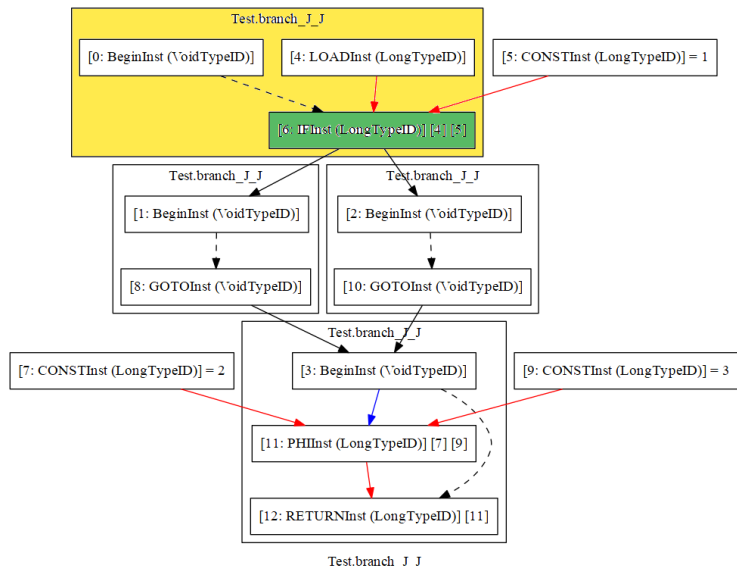 Test.branch_J_J
[0: BeginInst (VoidTypeID)]
[4: LOADInst (LongTypeID)]
[5: CONSTInst (LongTypeID)] = 1
[6: IFInst (LongTypeID)] [4] [5]
Test.branch_J_J
Test.branch_J_J
[1: BeginInst (VoidTypeID)]
[2: BeginInst (VoidTypeID)]
[8: GOTOInst (VoidTypeID)]
[10: GOTOInst (VoidTypeID)]
Test.branch_J_J
[7: CONSTInst (LongTypeID)] = 2
[3: BeginInst (VoidTypeID)]
[9: CONSTInst (LongTypeID)] = 3
[11: PHIInst (LongTypeID)] [7] [9]
[12: RETURNInst (LongTypeID)] [11]
Test.branch_J_J